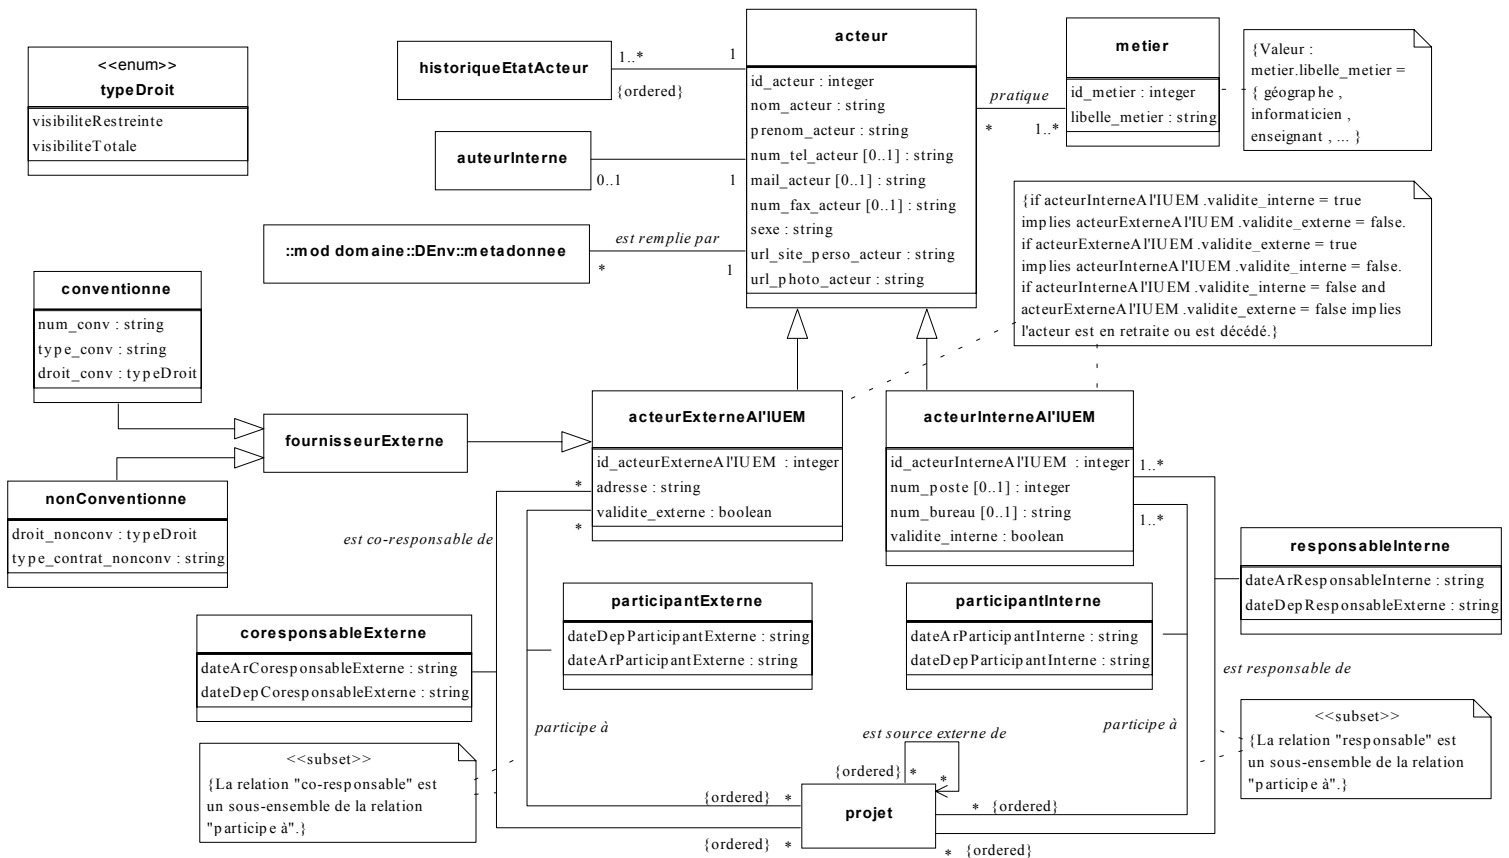 <<enum>>
typeDroit
visibiliteRestreinte
visibiliteTotale
historiqueEtatActeur
1..*
{ordered}
1
auteurInterne
0..1
1
::mod domaine::DEnv::metadonnee
est remplie par
*
1
acteur
id_acteur : integer
nom_acteur : string
prenom_acteur : string
num_tel_acteur [0..1] : string
mail_acteur [0..1] : string
num_fax_acteur [0..1] : string
sexe : string
url_site_perso_acteur : string
url_photo_acteur : string
pratique
*
1..*
metier
id_metier : integer
libelle_metier : string
{Valeur :
metier.libelle_metier =
{ géographe ,
informaticien ,
enseignant , ... }
{if acteurInterneAl'IUEM .validite_interne = true
implies acteurExterneAl'IUEM .validite_externe = false.
if acteurExterneAl'IUEM .validite_externe = true
implies acteurInterneAl'IUEM .validite_interne = false.
if acteurInterneAl'IUEM .validite_interne = false and
acteurExterneAl'IUEM .validite_externe = false implies
l'acteur est en retraite ou est décédé.}
conventionne
num_conv : string
type_conv : string
droit_conv : typeDroit
fournisseurExterne
nonConventionne
droit_nonconv : typeDroit
type_contrat_nonconv : string
acteurExterneAl'IUEM
id_acteurExterneAl'IUEM : integer
adresse : string
validite_externe : boolean
*
*
est co-responsable de
acteurInterneAl'IUEM
id_acteurInterneAl'IUEM : integer
num_poste [0..1] : integer
num_bureau [0..1] : string
validite_interne : boolean
1..*
1..*
responsableInterne
dateArResponsableInterne : string
dateDepResponsableExterne : string
participantExterne
dateDepParticipantExterne : string
dateArParticipantExterne : string
participantInterne
dateArParticipantInterne : string
dateDepParticipantInterne : string
coresponsableExterne
dateArCoresponsableExterne : string
dateDepCoresponsableExterne : string
est responsable de
participe à
participe à
est source externe de
{ordered}
*
*
<<subset>>
{La relation "co-responsable" est
un sous-ensemble de la relation
"participe à".}
<<subset>>
{La relation "responsable" est
un sous-ensemble de la relation
"participe à".}
projet
{ordered} *
{ordered} *
* {ordered}
* {ordered}